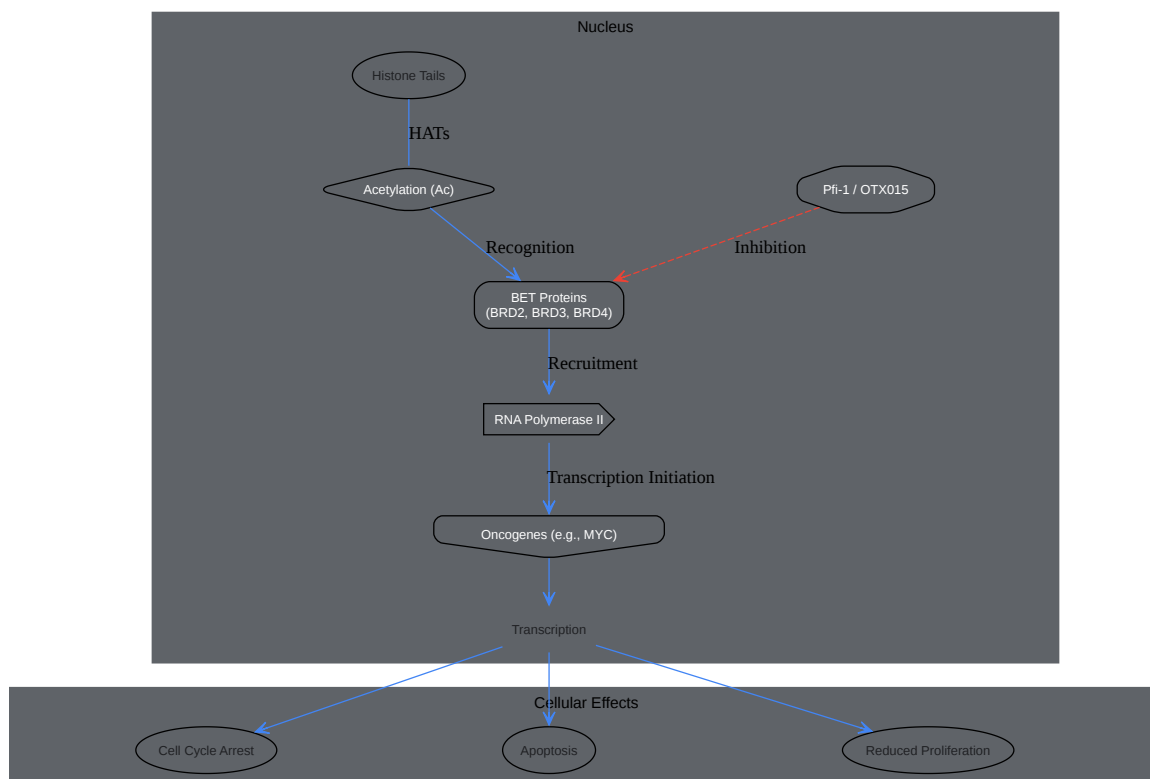 Nucleus
Histone Tails
HATs
Acetylation (Ac)
Pfi-1 / OTX015
Recognition
Inhibition
BET Proteins
(BRD2, BRD3, BRD4)
Recruitment
RNA Polymerase II
Transcription Initiation
Oncogenes (e.g., MYC)
Transcription
Cellular Effects
Cell Cycle Arrest
Apoptosis
Reduced Proliferation